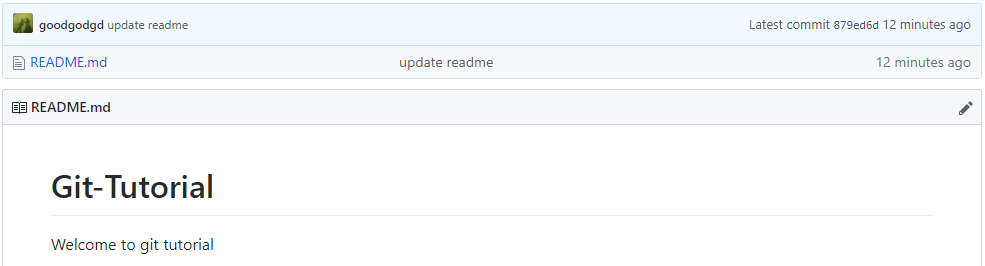 goodgodgd update readme Latest commit 879ed6d 12 minutes ago
README.md update readme 12 minutes ago
README.md
Git-Tutorial
Welcome to git tutorial